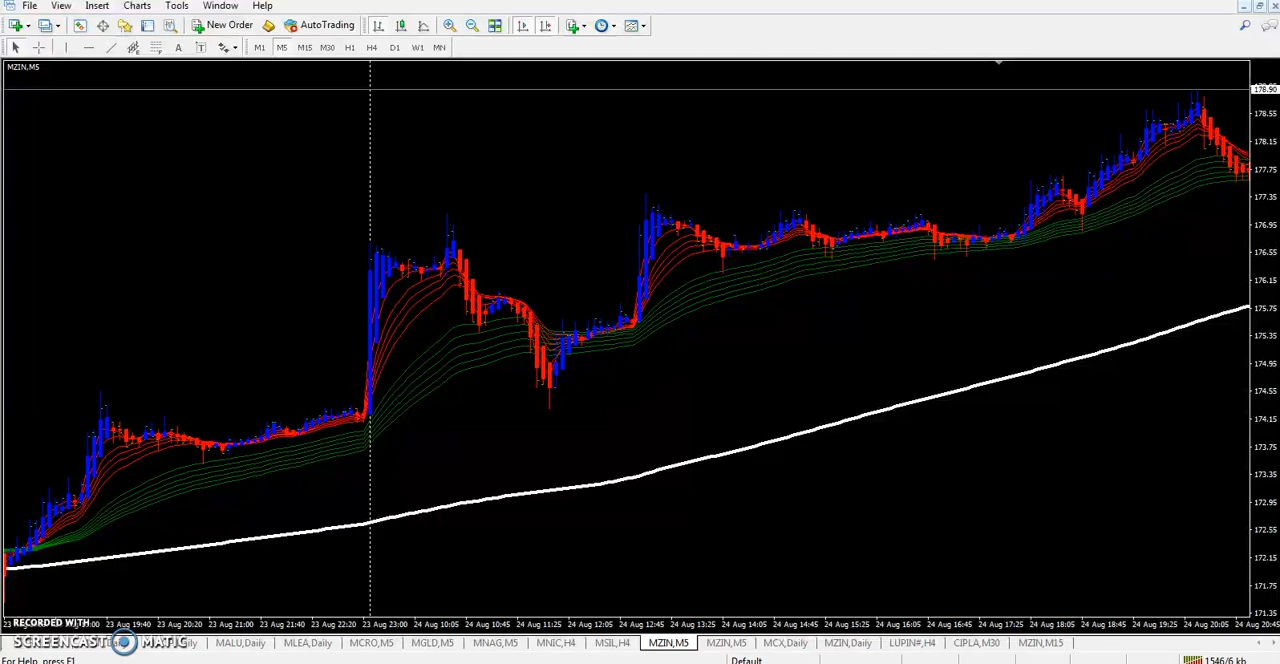 File View Insert Charts Tools Window Help
New Order AutoTrading
A T M1 M5 M15 M30 H1 H4 D1 W1 MN
MZIN,M5
178.90
178.55
178.15
177.75
177.35
176.95
176.55
176.15
175.75
175.35
174.95
174.55
174.15
173.75
173.35
172.95
172.55
172.15
171.75
171.35
23 Aug 19:40 23 Aug 20:20 23 Aug 21:00 23 Aug 21:40 23 Aug 22:20 23 Aug 23:00 24 Aug 10:05 24 Aug 10:45 24 Aug 11:25 24 Aug 12:05 24 Aug 12:45 24 Aug 13:25 24 Aug 14:05 24 Aug 14:45 24 Aug 15:25 24 Aug 16:05 24 Aug 16:45 24 Aug 17:25 24 Aug 18:05 24 Aug 18:45 24 Aug 19:25 24 Aug 20:05 24 Aug 20:45
RECORDED WITH
SCREENCAST MATIC
MALU,Daily MLEA,Daily MCRO,M5 MGLD,M5 MNAG,M5 MNIC,H4 MSIL,H4 MZIN,M5 MZIN,M5 MCX,Daily MZIN,Daily LUPIN#,H4 CIPLA,M30 MZIN,M15
For Help, press F1 Default 1546/6 kb